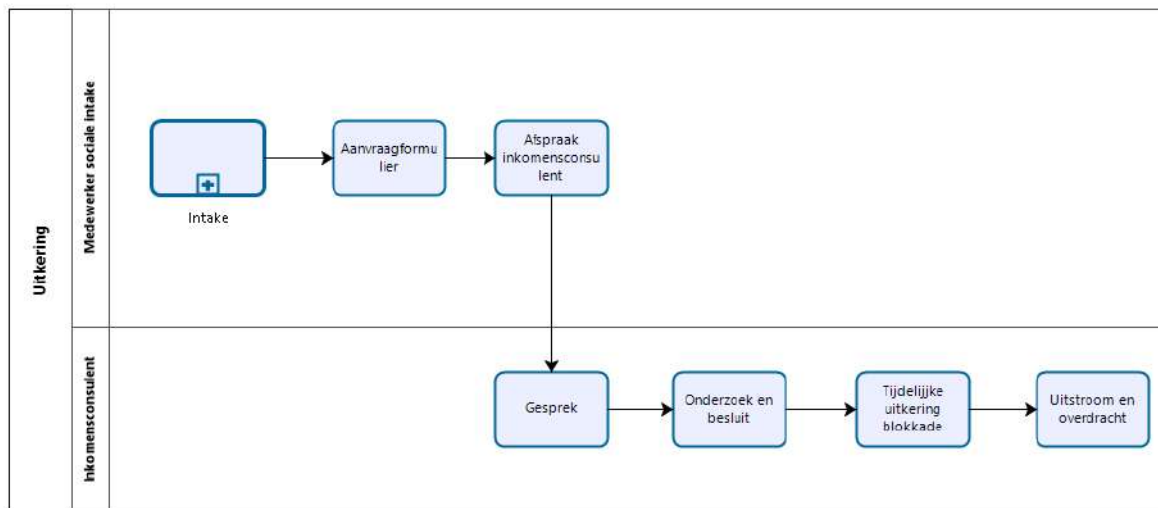 Uitkering
Medewerker sociale intake
Intake
Aanvraagformu
lier
Afspraak
inkomensconsu
lent
Inkomensconsulent
Gesprek
Onderzoek en
besluit
Tijdelijke
uitkering
blokkade
Uitstroom en
overdracht